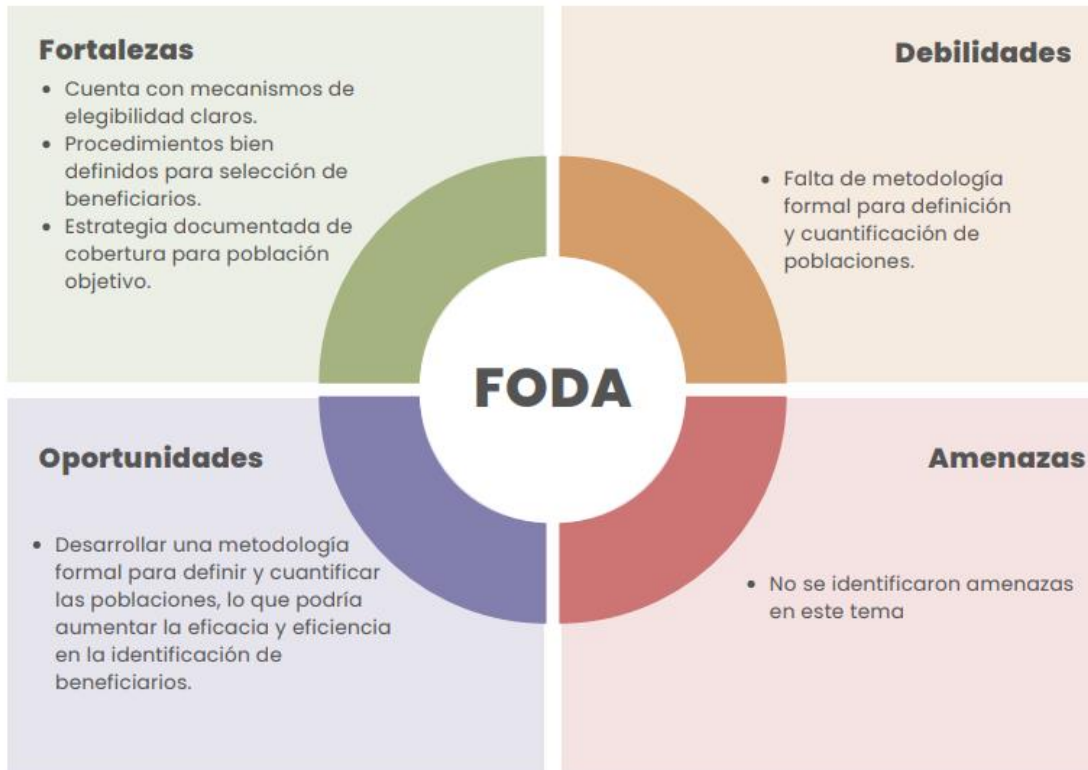 Fortalezas
• Cuenta con mecanismos de
elegibilidad claros.
• Procedimientos bien
definidos para selección de
beneficiarios.
• Estrategia documentada de
cobertura para población
objetivo.
Debilidades
• Falta de metodología
formal para definición
y cuantificación de
poblaciones.
FODA
Oportunidades
• Desarrollar una metodología
formal para definir y cuantificar
las poblaciones, lo que podría
aumentar la eficacia y eficiencia
en la identificación de
beneficiarios.
Amenazas
• No se identificaron amenazas
en este tema